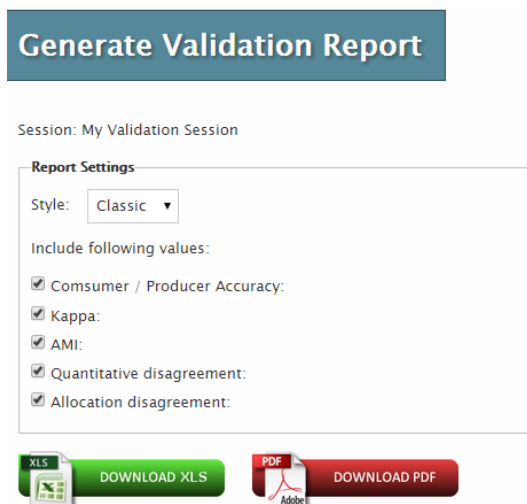 Generate Validation Report
Session: My Validation Session
Report Settings
Style: Classic
Include following values:
Comsumer / Producer Accuracy:
Kappa:
AMI:
Quantitative disagreement:
Allocation disagreement:
XLS DOWNLOAD XLS
PDF Adobe DOWNLOAD PDF